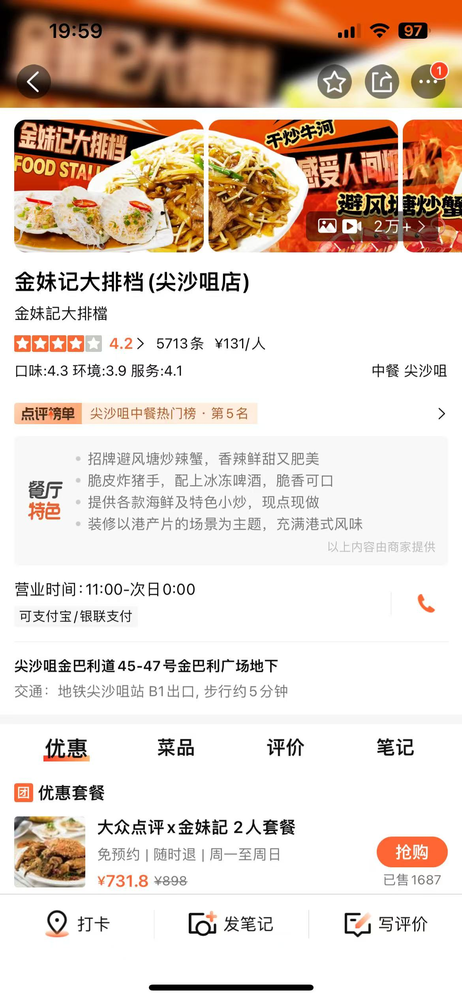 19:59
97
1
金妹记大排档
FOOD STALL
干炒牛河
感受人间烟火
避风塘炒蟹
2万+
金妹记大排档(尖沙咀店)
金妹記大排檔
4.2 5713条 ¥131/人
口味:4.3 环境:3.9 服务:4.1 中餐 尖沙咀
点评榜单 尖沙咀中餐热门榜 · 第5名
餐厅特色
招牌避风塘炒辣蟹，香辣鲜甜又肥美
脆皮炸猪手，配上冰冻啤酒，脆香可口
提供各款海鲜及特色小炒，现点现做
装修以港产片的场景为主题，充满港式风味
以上内容由商家提供
营业时间:11:00-次日0:00
可支付宝/银联支付
尖沙咀金巴利道45-47号金巴利广场地下
交通：地铁尖沙咀站 B1出口, 步行约5分钟
优惠 菜品 评价 笔记
团 优惠套餐
大众点评x金妹記 2人套餐
免预约 | 随时退 | 周一至周日
抢购
¥731.8 ¥898
已售1687
打卡 发笔记 写评价